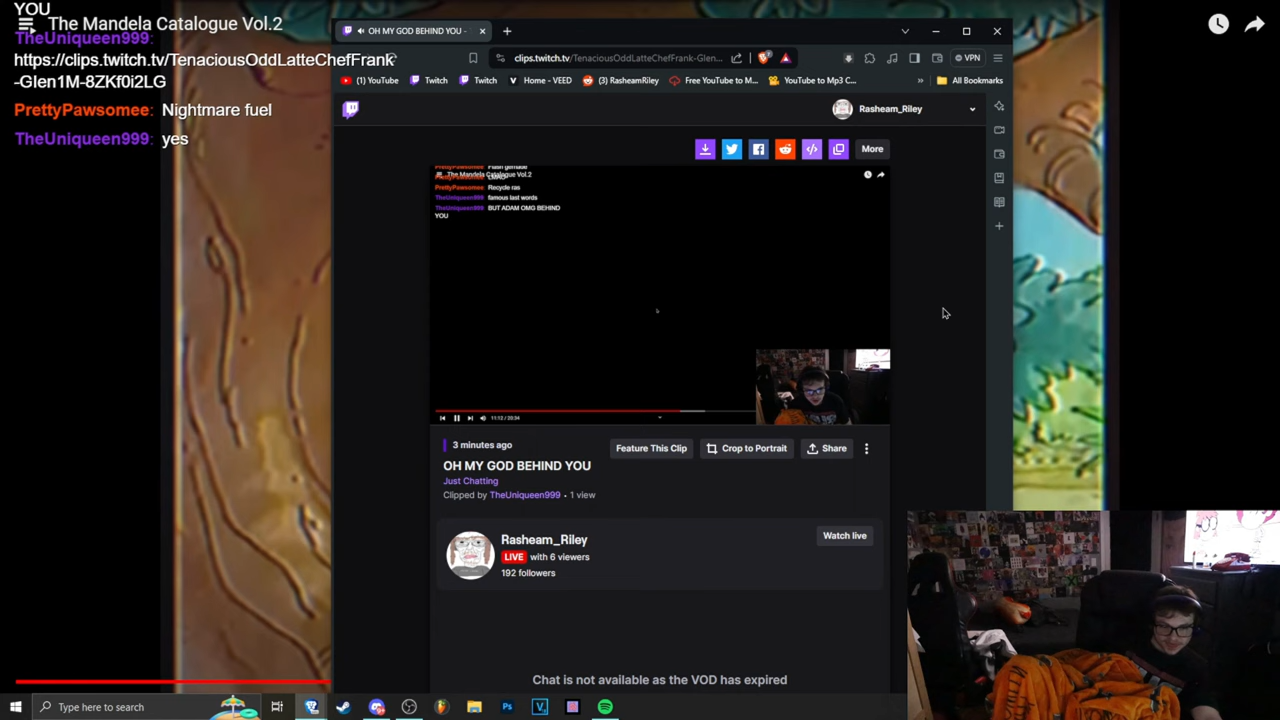 YOU
The Mandela Catalogue Vol.2
TheUniqueen999:
https://clips.twitch.tv/TenaciousOddLatteChefFrank
-Glen1M-8ZKf0i2LG
PrettyPawsomee: Nightmare fuel
TheUniqueen999: yes
OH MY GOD BEHIND YOU -
clips.twitch.tv/TenaciousOddLatteChefFrank-Glen...
VPN
(1) YouTube
Twitch
Twitch
Home - VEED
(3) RasheamRiley
Free YouTube to M...
YouTube to Mp3 C...
»
All Bookmarks
Rasheam_Riley
More
The Mandela Catalogue Vol.2
PrettyPawsomee: Recycle ras
TheUniqueen999: famous last words
TheUniqueen999: BUT ADAM OMG BEHIND
YOU
11:12 / 20:34
3 minutes ago
Feature This Clip
Crop to Portrait
Share
OH MY GOD BEHIND YOU
Just Chatting
Clipped by TheUniqueen999 • 1 view
Rasheam_Riley
LIVE with 6 viewers
192 followers
Watch live
Chat is not available as the VOD has expired
Type here to search
Ps
V